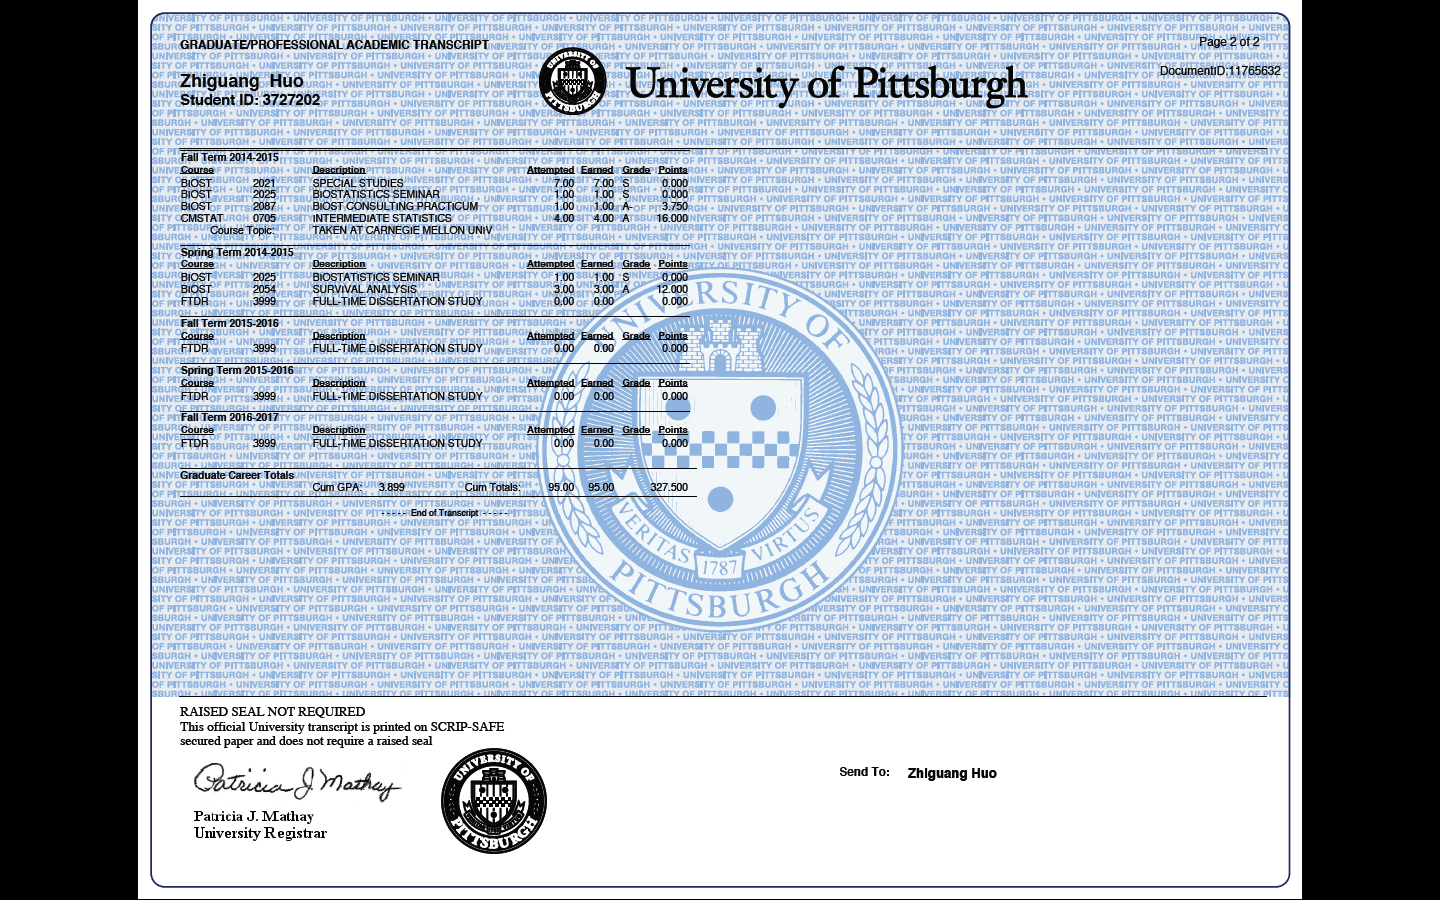 GRADUATE/PROFESSIONAL ACADEMIC TRANSCRIPT
Page 2 of 2
Zhiguang Huo
Student ID: 3727202
UNIVERSITY OF PITTSBURGH
University of Pittsburgh
DocumentID:11765632
Fall Term 2014-2015
Course Description Attempted Earned Grade Points
BIOST 2021 SPECIAL STUDIES 7.00 7.00 S 0.000
BIOST 2025 BIOSTATISTICS SEMINAR 1.00 1.00 S 0.000
BIOST 2087 BIOST CONSULTING PRACTICUM 1.00 1.00 A- 3.750
CMSTAT 0705 INTERMEDIATE STATISTICS 4.00 4.00 A 16.000
Course Topic: TAKEN AT CARNEGIE MELLON UNIV
Spring Term 2014-2015
Course Description Attempted Earned Grade Points
BIOST 2025 BIOSTATISTICS SEMINAR 1.00 1.00 S 0.000
BIOST 2054 SURVIVAL ANALYSIS 3.00 3.00 A 12.000
FTDR 3999 FULL-TIME DISSERTATION STUDY 0.00 0.00 0.000
Fall Term 2015-2016
Course Description Attempted Earned Grade Points
FTDR 3999 FULL-TIME DISSERTATION STUDY 0.00 0.00 0.000
Spring Term 2015-2016
Course Description Attempted Earned Grade Points
FTDR 3999 FULL-TIME DISSERTATION STUDY 0.00 0.00 0.000
Fall Term 2016-2017
Course Description Attempted Earned Grade Points
FTDR 3999 FULL-TIME DISSERTATION STUDY 0.00 0.00 0.000
Graduate Career Totals
Cum GPA: 3.899 Cum Totals: 95.00 95.00 327.500
- - - - - End of Transcript - - - - -
UNIVERSITY OF PITTSBURGH
VERITAS 1787 VIRTUS
RAISED SEAL NOT REQUIRED
This official University transcript is printed on SCRIP-SAFE
secured paper and does not require a raised seal
Patricia J. Mathay
Patricia J. Mathay
University Registrar
UNIVERSITY OF PITTSBURGH
Send To: Zhiguang Huo